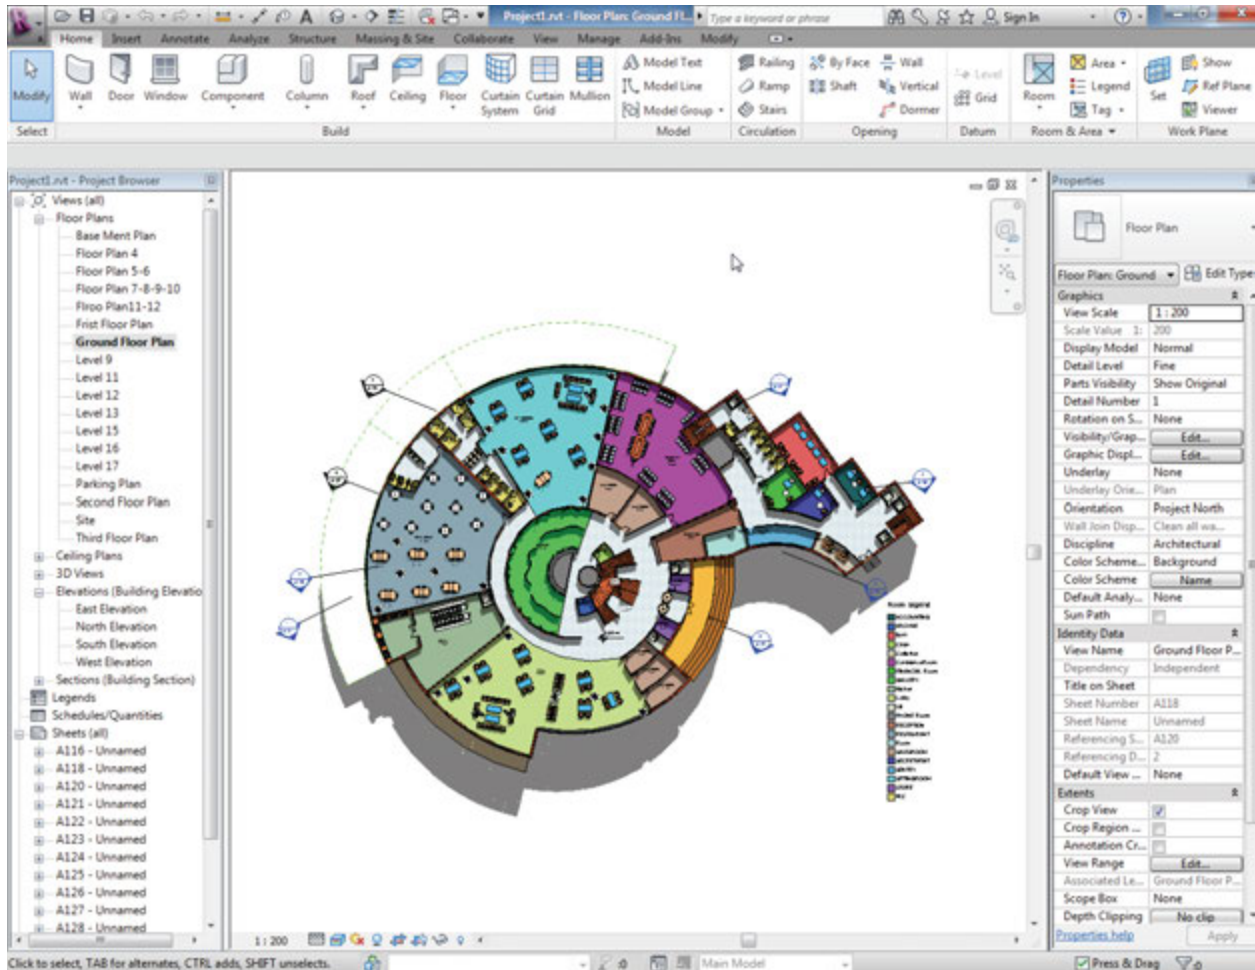 Project1.rvt - Floor Plan: Ground Fl...
Type a keyword or phrase
Sign In
Home Insert Annotate Analyze Structure Massing & Site Collaborate View Manage Add-Ins Modify
Modify
Wall
Door
Window
Component
Column
Roof
Ceiling
Floor
Curtain System
Curtain Grid
Mullion
Model Text
Model Line
Model Group
Railing
Ramp
Stairs
By Face
Shaft
Wall
Vertical
Dormer
Level
Grid
Room
Area
Legend
Tag
Set
Show
Ref Plane
Viewer
Select Build Model Circulation Opening Datum Room & Area Work Plane
Project1.rvt - Project Browser
Views (all)
Floor Plans
Base Ment Plan
Floor Plan 4
Floor Plan 5-6
Floor Plan 7-8-9-10
Flroo Plan11-12
Frist Floor Plan
Ground Floor Plan
Level 9
Level 11
Level 12
Level 13
Level 15
Level 16
Level 17
Parking Plan
Second Floor Plan
Site
Third Floor Plan
Ceiling Plans
3D Views
Elevations (Building Elevatio
East Elevation
North Elevation
South Elevation
West Elevation
Sections (Building Section)
Legends
Schedules/Quantities
Sheets (all)
A116 - Unnamed
A118 - Unnamed
A120 - Unnamed
A121 - Unnamed
A122 - Unnamed
A123 - Unnamed
A124 - Unnamed
A125 - Unnamed
A126 - Unnamed
A127 - Unnamed
A128 - Unnamed
Room Legend
Properties
Floor Plan
Floor Plan: Ground Edit Type
Graphics
View Scale 1 : 200
Scale Value 1: 200
Display Model Normal
Detail Level Fine
Parts Visibility Show Original
Detail Number 1
Rotation on S... None
Visibility/Grap... Edit...
Graphic Displ... Edit...
Underlay None
Underlay Orie... Plan
Orientation Project North
Wall Join Disp... Clean all wa...
Discipline Architectural
Color Scheme... Background
Color Scheme Name
Default Analy... None
Sun Path
Identity Data
View Name Ground Floor P...
Dependency Independent
Title on Sheet
Sheet Number A118
Sheet Name Unnamed
Referencing S... A120
Referencing D... 2
Default View ... None
Extents
Crop View
Crop Region ...
Annotation Cr...
View Range Edit...
Associated Le... Ground Floor P...
Scope Box None
Depth Clipping No clip
Properties help Apply
1 : 200
Click to select, TAB for alternates, CTRL adds, SHIFT unselects.
:0
Main Model
Press & Drag
:0